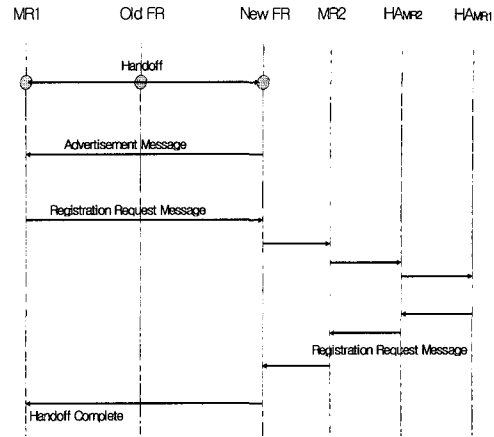 MR1 Old FR New FR MR2 HAMR2 HAMR1
Handoff
Advertisement Message
Registration Request Message
Registration Request Message
Handoff Complete